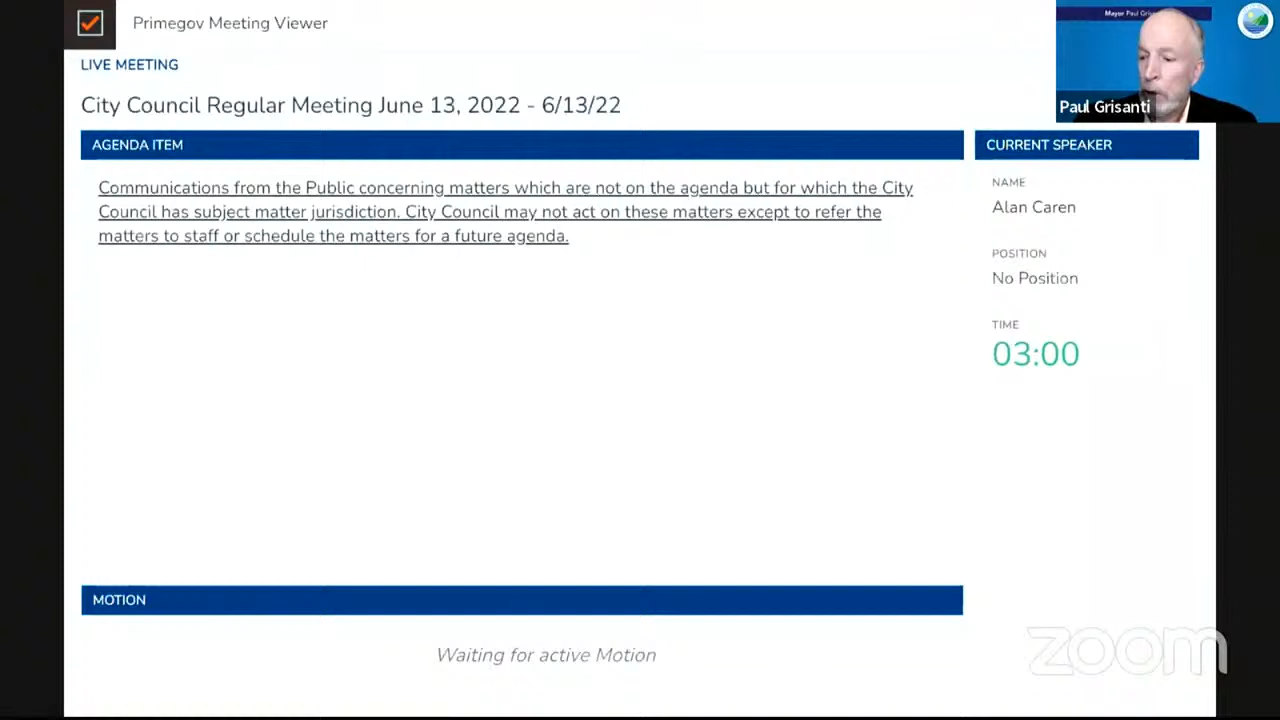 Primegov Meeting Viewer
Mayor Paul
Paul Grisanti
LIVE MEETING
City Council Regular Meeting June 13, 2022 - 6/13/22
AGENDA ITEM
Communications from the Public concerning matters which are not on the agenda but for which the City
Council has subject matter jurisdiction. City Council may not act on these matters except to refer the
matters to staff or schedule the matters for a future agenda.
CURRENT SPEAKER
NAME
Alan Caren
POSITION
No Position
TIME
03:00
MOTION
Waiting for active Motion
zoom